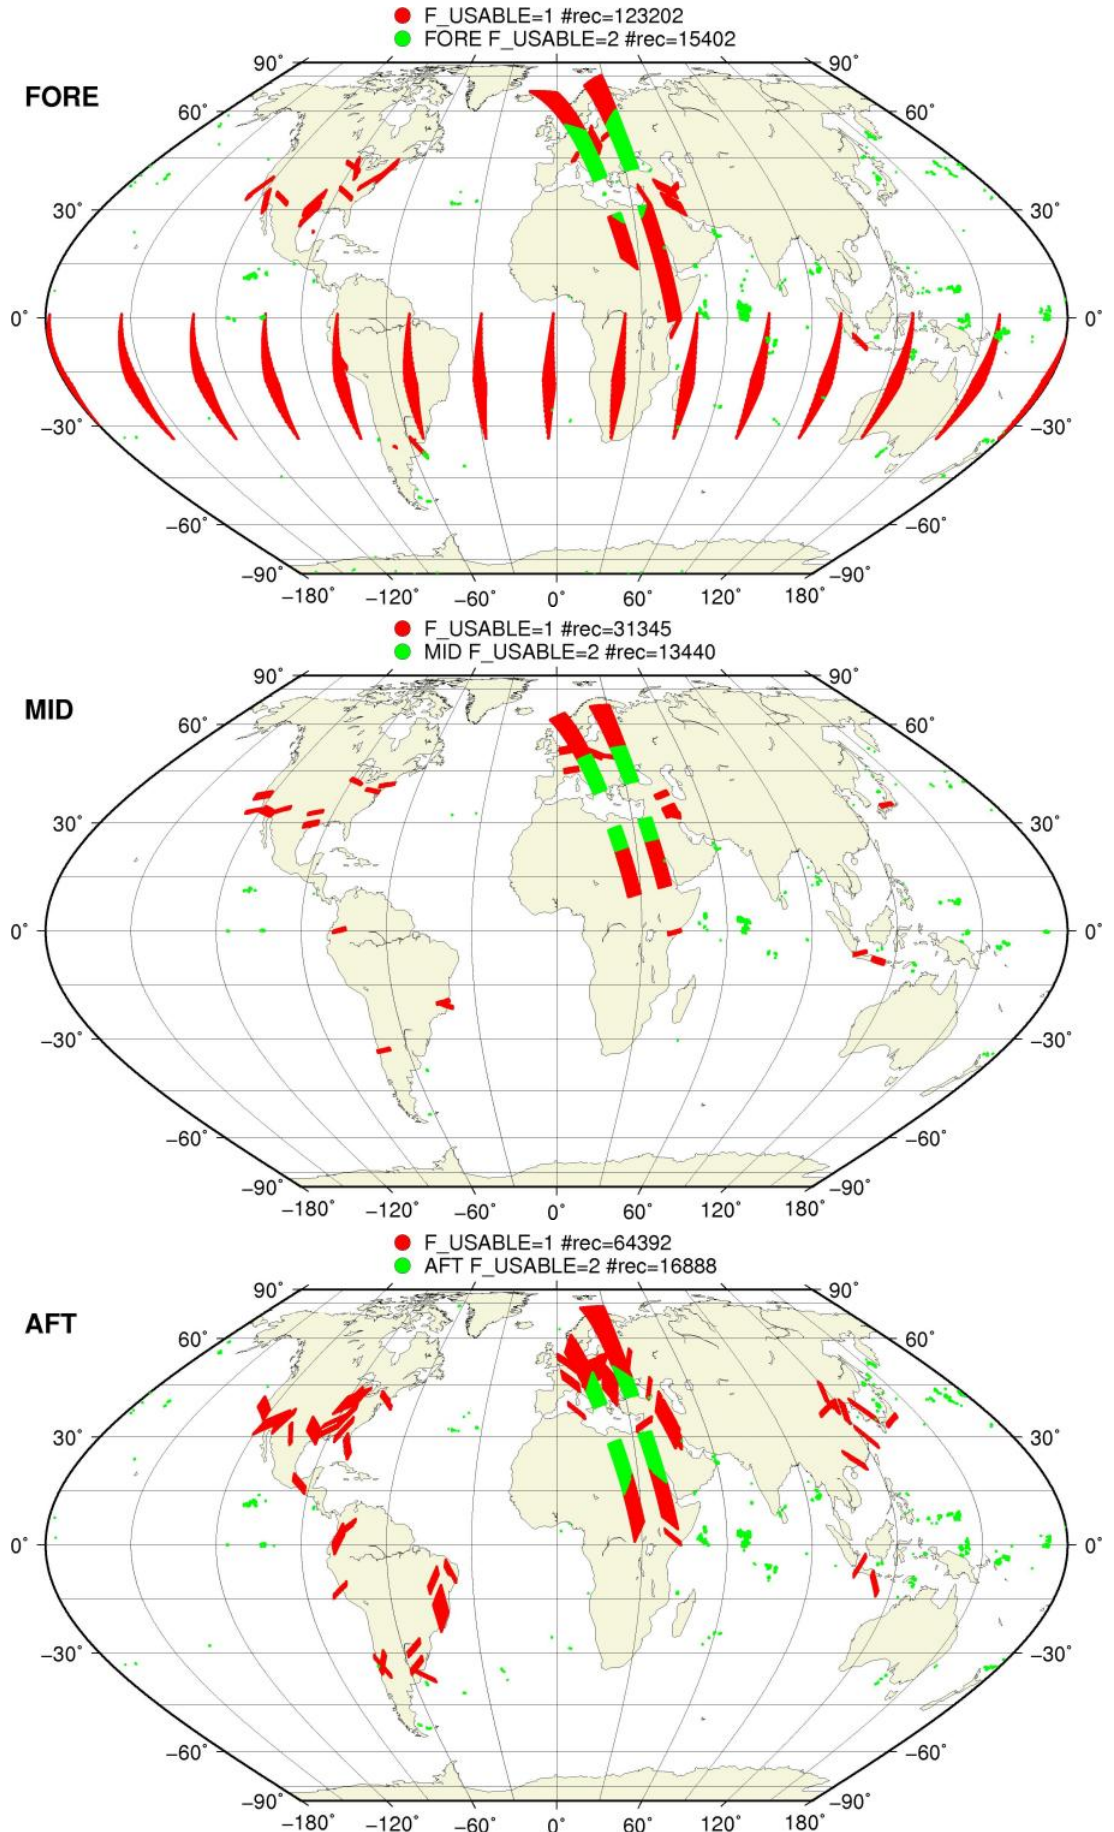 F_USABLE=1 #rec=123202
FORE F_USABLE=2 #rec=15402
FORE
90˚ 90˚
60˚ 60˚
30˚ 30˚
0˚ 0˚
−30˚ −30˚
−60˚ −60˚
−90˚ −90˚
−180˚ −120˚ −60˚ 0˚ 60˚ 120˚ 180˚
F_USABLE=1 #rec=31345
MID F_USABLE=2 #rec=13440
MID
90˚ 90˚
60˚ 60˚
30˚ 30˚
0˚ 0˚
−30˚ −30˚
−60˚ −60˚
−90˚ −90˚
−180˚ −120˚ −60˚ 0˚ 60˚ 120˚ 180˚
F_USABLE=1 #rec=64392
AFT F_USABLE=2 #rec=16888
AFT
90˚ 90˚
60˚ 60˚
30˚ 30˚
0˚ 0˚
−30˚ −30˚
−60˚ −60˚
−90˚ −90˚
−180˚ −120˚ −60˚ 0˚ 60˚ 120˚ 180˚